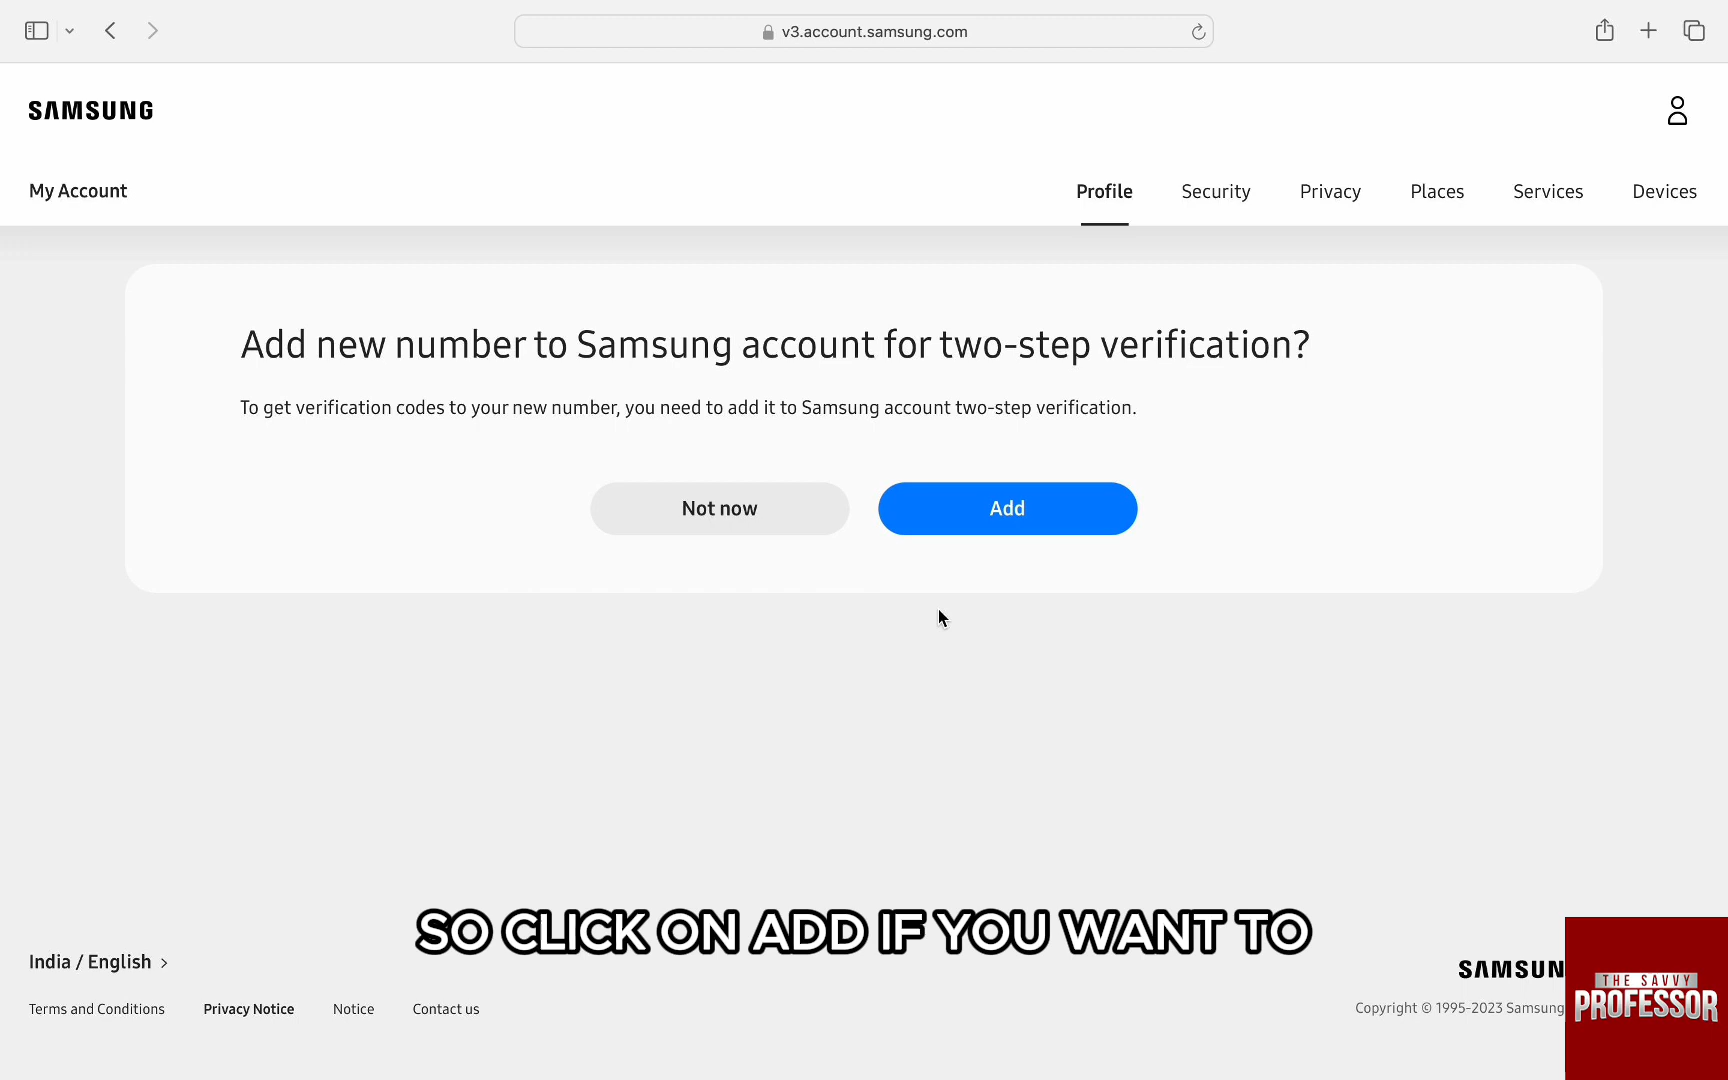 v3.account.samsung.com
SAMSUNG
My Account
Profile
Security
Privacy
Places
Services
Devices
Add new number to Samsung account for two-step verification?
To get verification codes to your new number, you need to add it to Samsung account two-step verification.
Not now
Add
SO CLICK ON ADD IF YOU WANT TO
India / English >
SAMSUN
Terms and Conditions
Privacy Notice
Notice
Contact us
Copyright © 1995-2023 Samsung
THE SAVVY
PROFESSOR